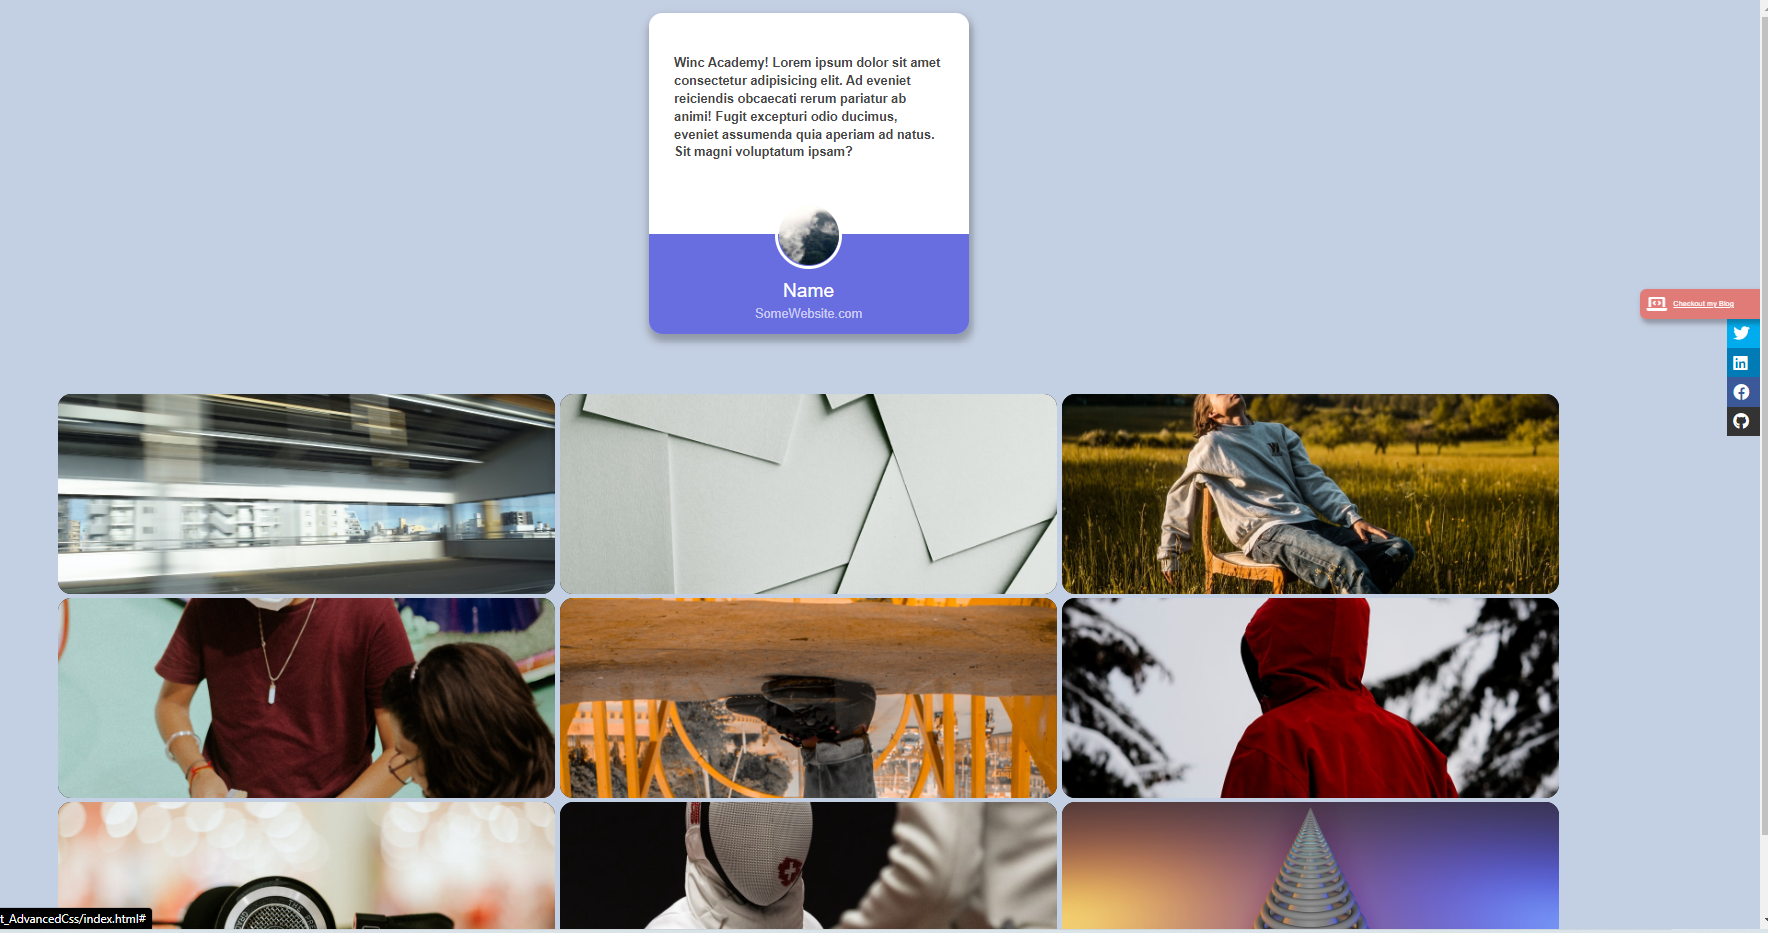 Winc Academy! Lorem ipsum dolor sit amet
consectetur adipisicing elit. Ad eveniet
reiciendis obcaecati rerum pariatur ab
animi! Fugit excepturi odio ducimus,
eveniet assumenda quia aperiam ad natus.
Sit magni voluptatum ipsam?
Name
SomeWebsite.com
Checkout my Blog
in
t_AdvancedCss/index.html#